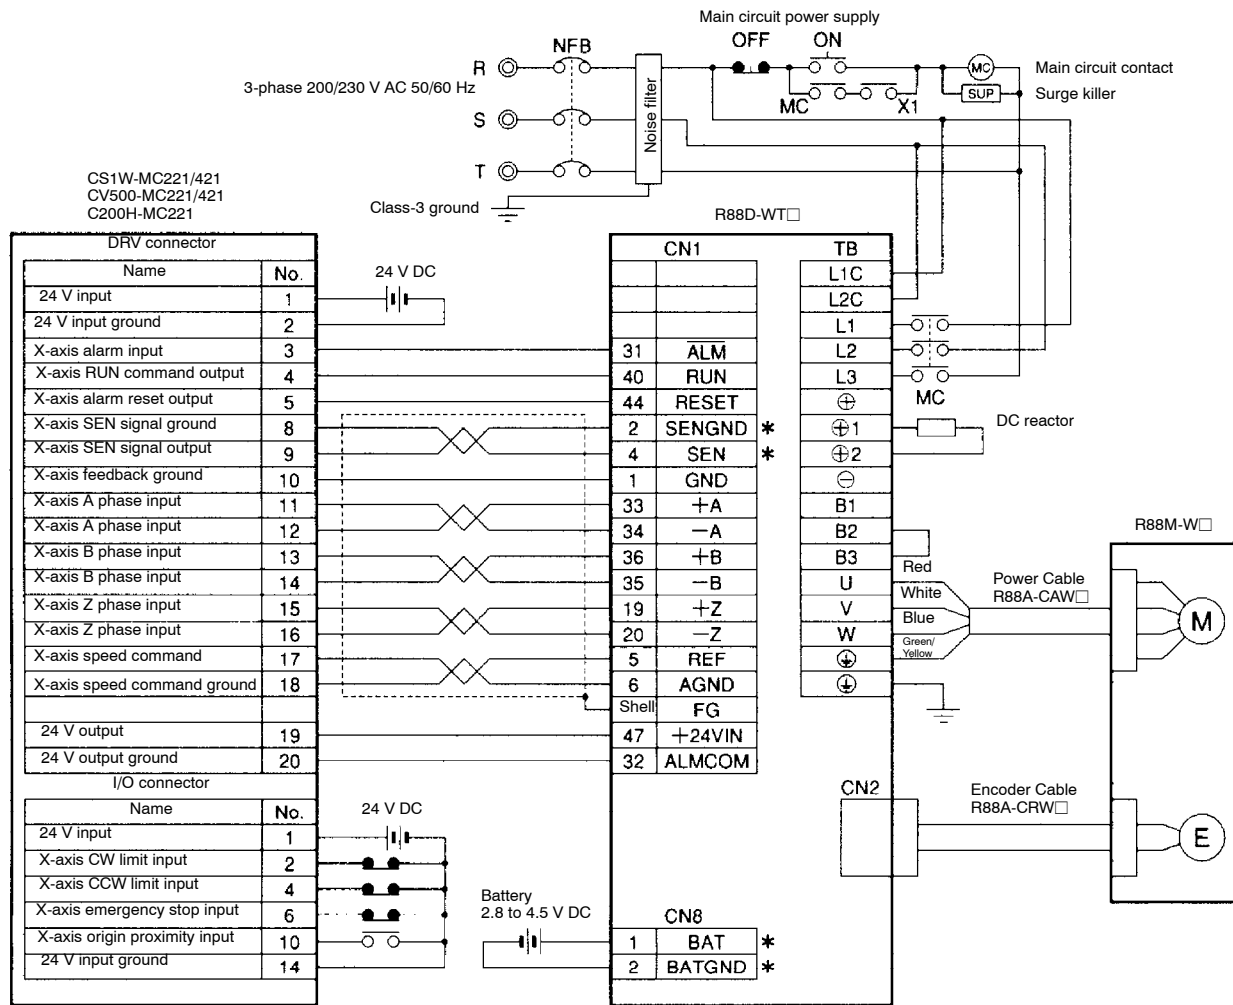 Main circuit power supply
OFF ON
NFB
R
3-phase 200/230 V AC 50/60 Hz
Noise filter
MC
Main circuit contact
SUP
Surge killer
MC X1
S
T
Class-3 ground
CS1W-MC221/421
CV500-MC221/421
C200H-MC221
R88D-WT□
DRV connector
Name No.
24 V input 1
24 V input ground 2
X-axis alarm input 3
X-axis RUN command output 4
X-axis alarm reset output 5
X-axis SEN signal ground 8
X-axis SEN signal output 9
X-axis feedback ground 10
X-axis A phase input 11
X-axis A phase input 12
X-axis B phase input 13
X-axis B phase input 14
X-axis Z phase input 15
X-axis Z phase input 16
X-axis speed command 17
X-axis speed command ground 18
24 V output 19
24 V output ground 20
24 V DC
CN1
31 ALM
40 RUN
44 RESET
2 SENGND *
4 SEN *
1 GND
33 +A
34 −A
36 +B
35 −B
19 +Z
20 −Z
5 REF
6 AGND
Shell FG
47 +24VIN
32 ALMCOM
TB
L1C
L2C
L1
L2
L3
⊕
⊕1
⊕2
⊖
B1
B2
B3
U
V
W
MC
DC reactor
Red
White
Blue
Green/
Yellow
Power Cable
R88A-CAW□
R88M-W□
M
I/O connector
Name No.
24 V input 1
X-axis CW limit input 2
X-axis CCW limit input 4
X-axis emergency stop input 6
X-axis origin proximity input 10
24 V input ground 14
24 V DC
Battery
2.8 to 4.5 V DC
CN8
1 BAT *
2 BATGND *
CN2
Encoder Cable
R88A-CRW□
E